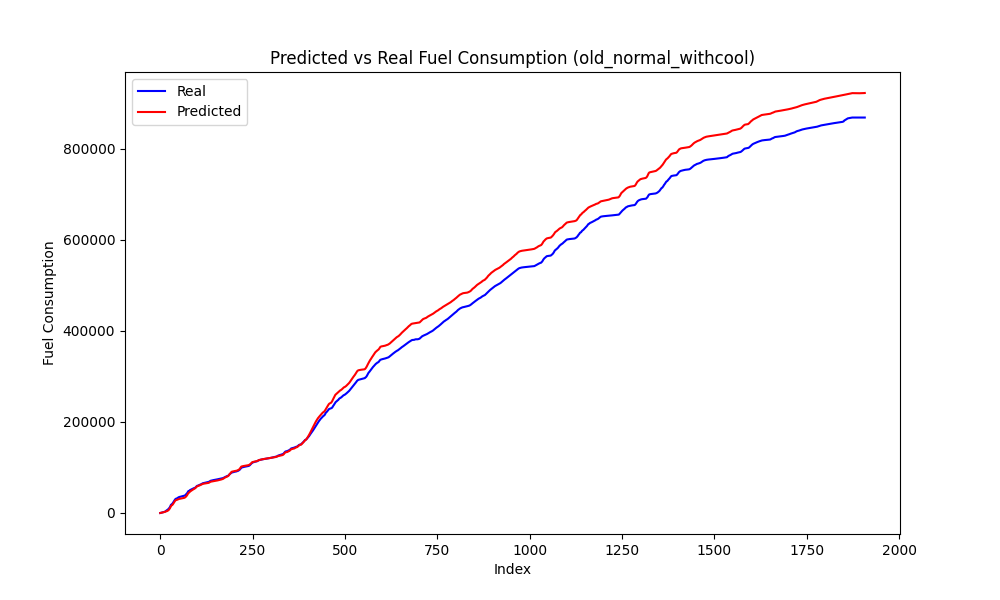 Predicted vs Real Fuel Consumption (old_normal_withcool)
Real
Predicted
Fuel Consumption
800000
600000
400000
200000
0
0 250 500 750 1000 1250 1500 1750 2000
Index